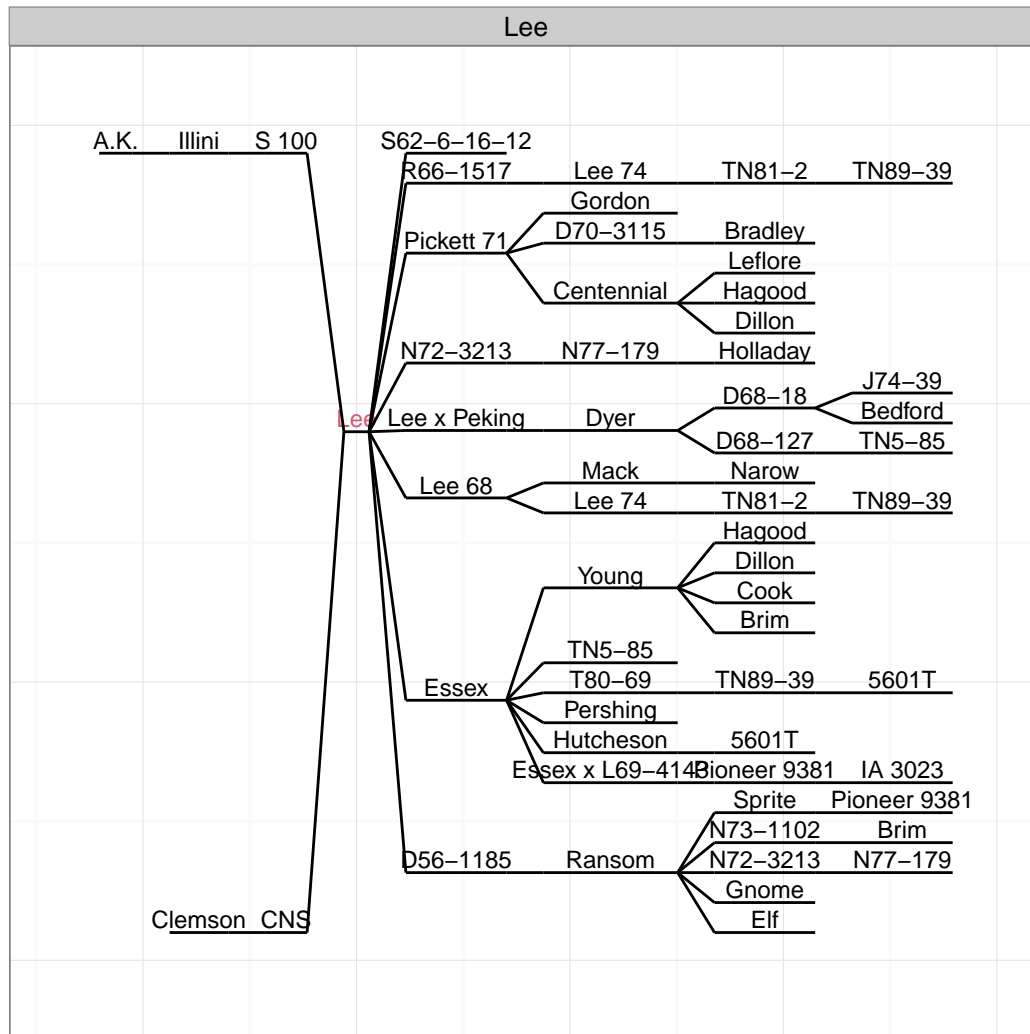 Lee
A.K. Illini S 100 S62−6−16−12
R66−1517 Lee 74 TN81−2 TN89−39
Gordon
Pickett 71 D70−3115 Bradley
Leflore
Centennial Hagood
Dillon
N72−3213 N77−179 Holladay
J74−39
D68−18
Lee Lee x Peking Dyer Bedford
D68−127 TN5−85
Mack Narow
Lee 68
Lee 74 TN81−2 TN89−39
Hagood
Dillon
Young
Cook
Brim
TN5−85
Essex T80−69 TN89−39 5601T
Pershing
Hutcheson 5601T
Essex x L69−4143 Pioneer 9381 IA 3023
Sprite Pioneer 9381
N73−1102 Brim
D56−1185 Ransom N72−3213 N77−179
Gnome
Clemson CNS Elf